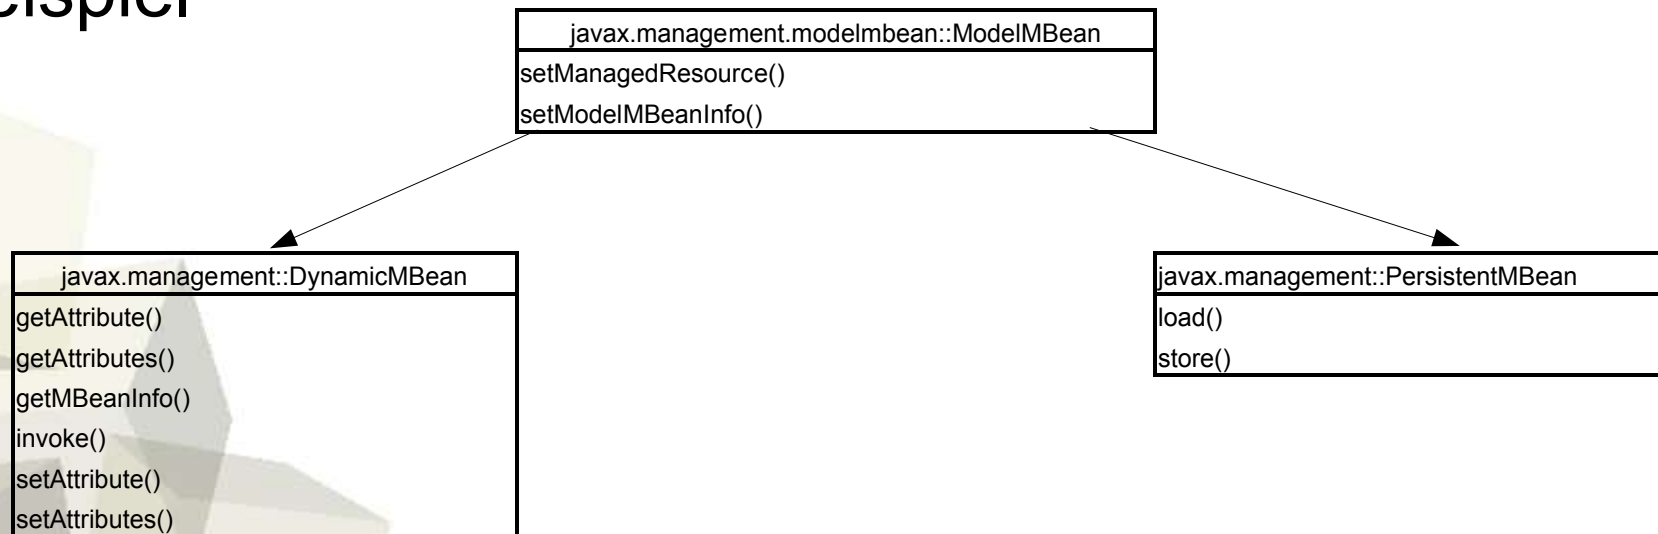 javax.management.modelmbean::ModelMBean
setManagedResource()
setModelMBeanInfo()
javax.management::DynamicMBean
getAttribute()
getAttributes()
getMBeanInfo()
invoke()
setAttribute()
setAttributes()
javax.management::PersistentMBean
load()
store()